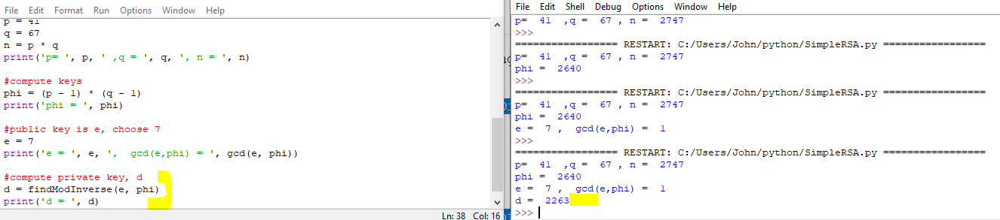 File Edit Format Run Options Window Help
p = 41
q = 67
n = p * q
print('p= ', p, ' ,q = ', q, ', n = ', n)
#compute keys
phi = (p - 1) * (q - 1)
print('phi = ', phi)
#public key is e, choose 7
e = 7
print('e = ', e, ',  gcd(e,phi) = ', gcd(e, phi))
#compute private key, d
d = findModInverse(e, phi)
print('d = ', d)
Ln: 38 Col: 16
File Edit Shell Debug Options Window Help
p=  41  ,q =  67 , n =  2747
>>>
================= RESTART: C:/Users/John/python/SimpleRSA.py =================
p=  41  ,q =  67 , n =  2747
phi =  2640
>>>
================= RESTART: C:/Users/John/python/SimpleRSA.py =================
p=  41  ,q =  67 , n =  2747
phi =  2640
e =  7 ,  gcd(e,phi) =  1
>>>
================= RESTART: C:/Users/John/python/SimpleRSA.py =================
p=  41  ,q =  67 , n =  2747
phi =  2640
e =  7 ,  gcd(e,phi) =  1
d =  2263
>>>